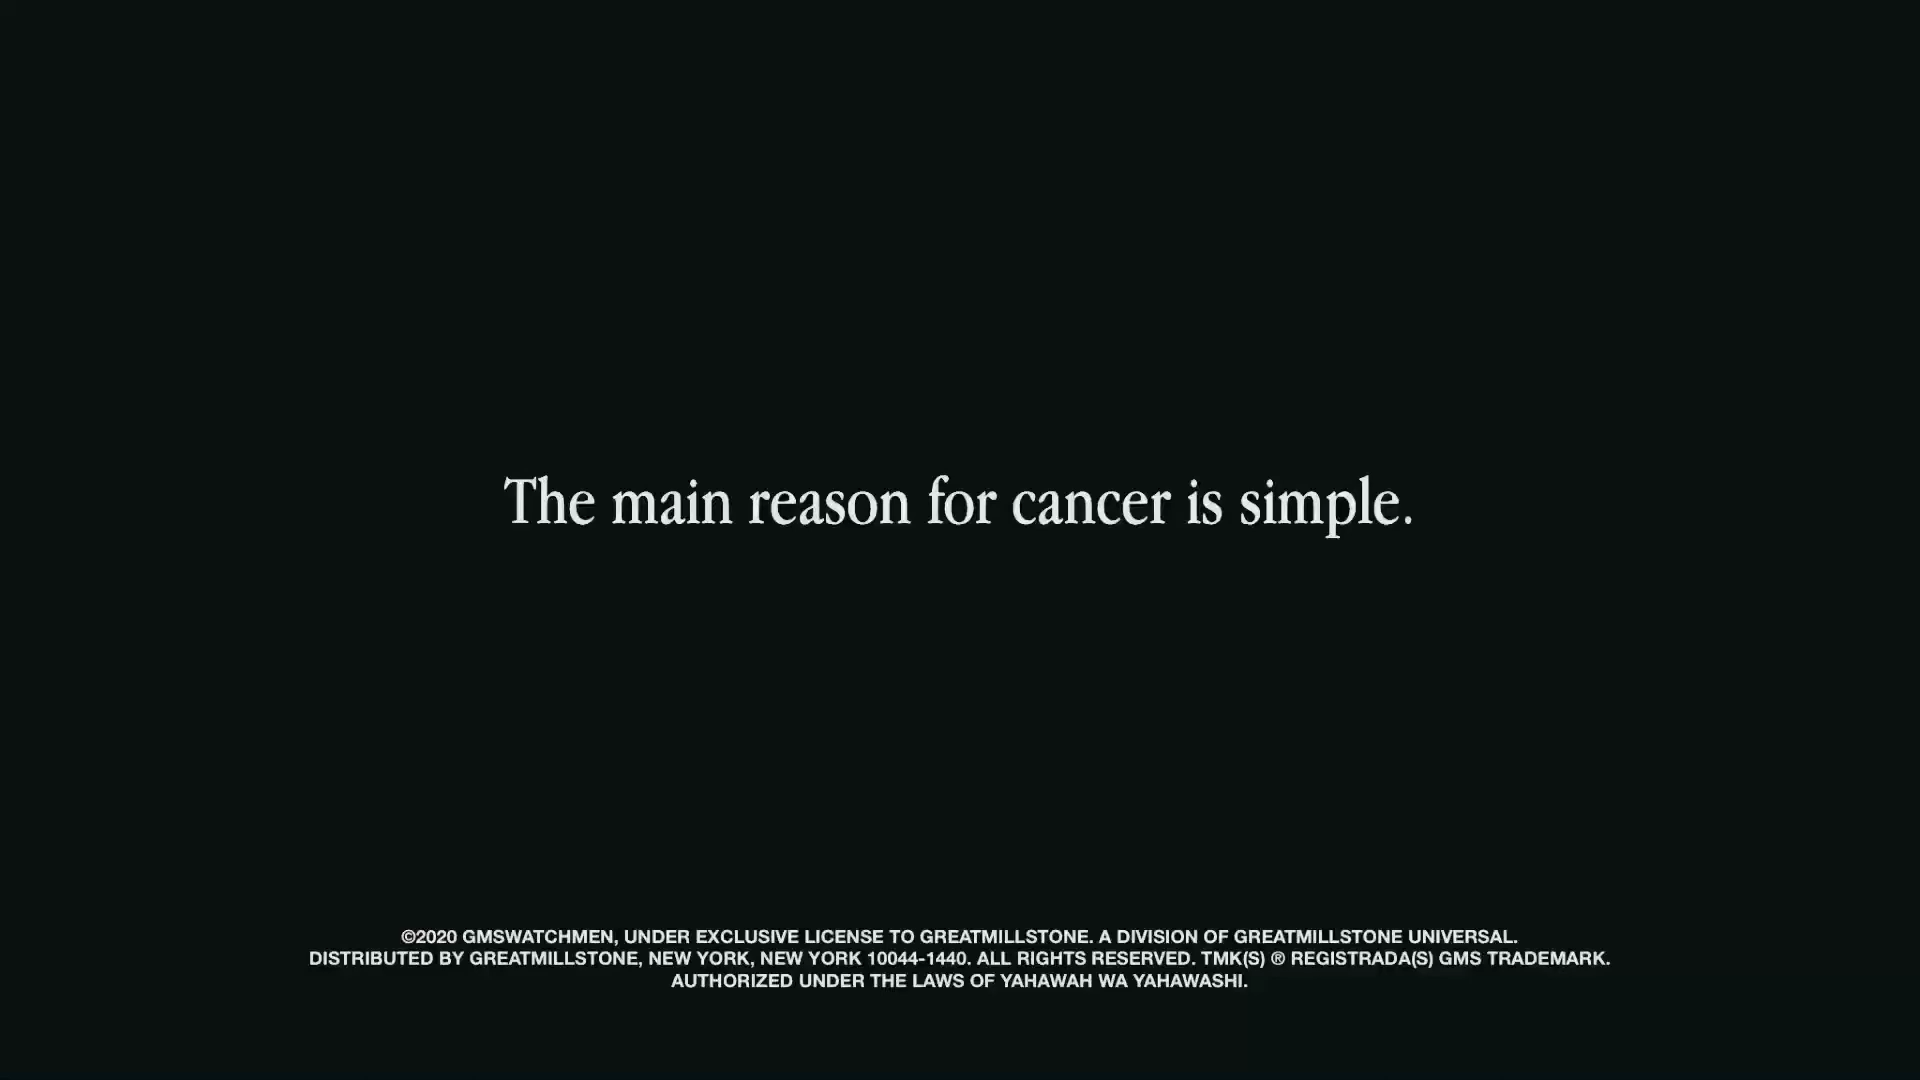 The main reason for cancer is simple.
©2020 GMSWATCHMEN, UNDER EXCLUSIVE LICENSE TO GREATMILLSTONE. A DIVISION OF GREATMILLSTONE UNIVERSAL.
DISTRIBUTED BY GREATMILLSTONE, NEW YORK, NEW YORK 10044-1440. ALL RIGHTS RESERVED. TMK(S) ® REGISTRADA(S) GMS TRADEMARK.
AUTHORIZED UNDER THE LAWS OF YAHAWAH WA YAHAWASHI.